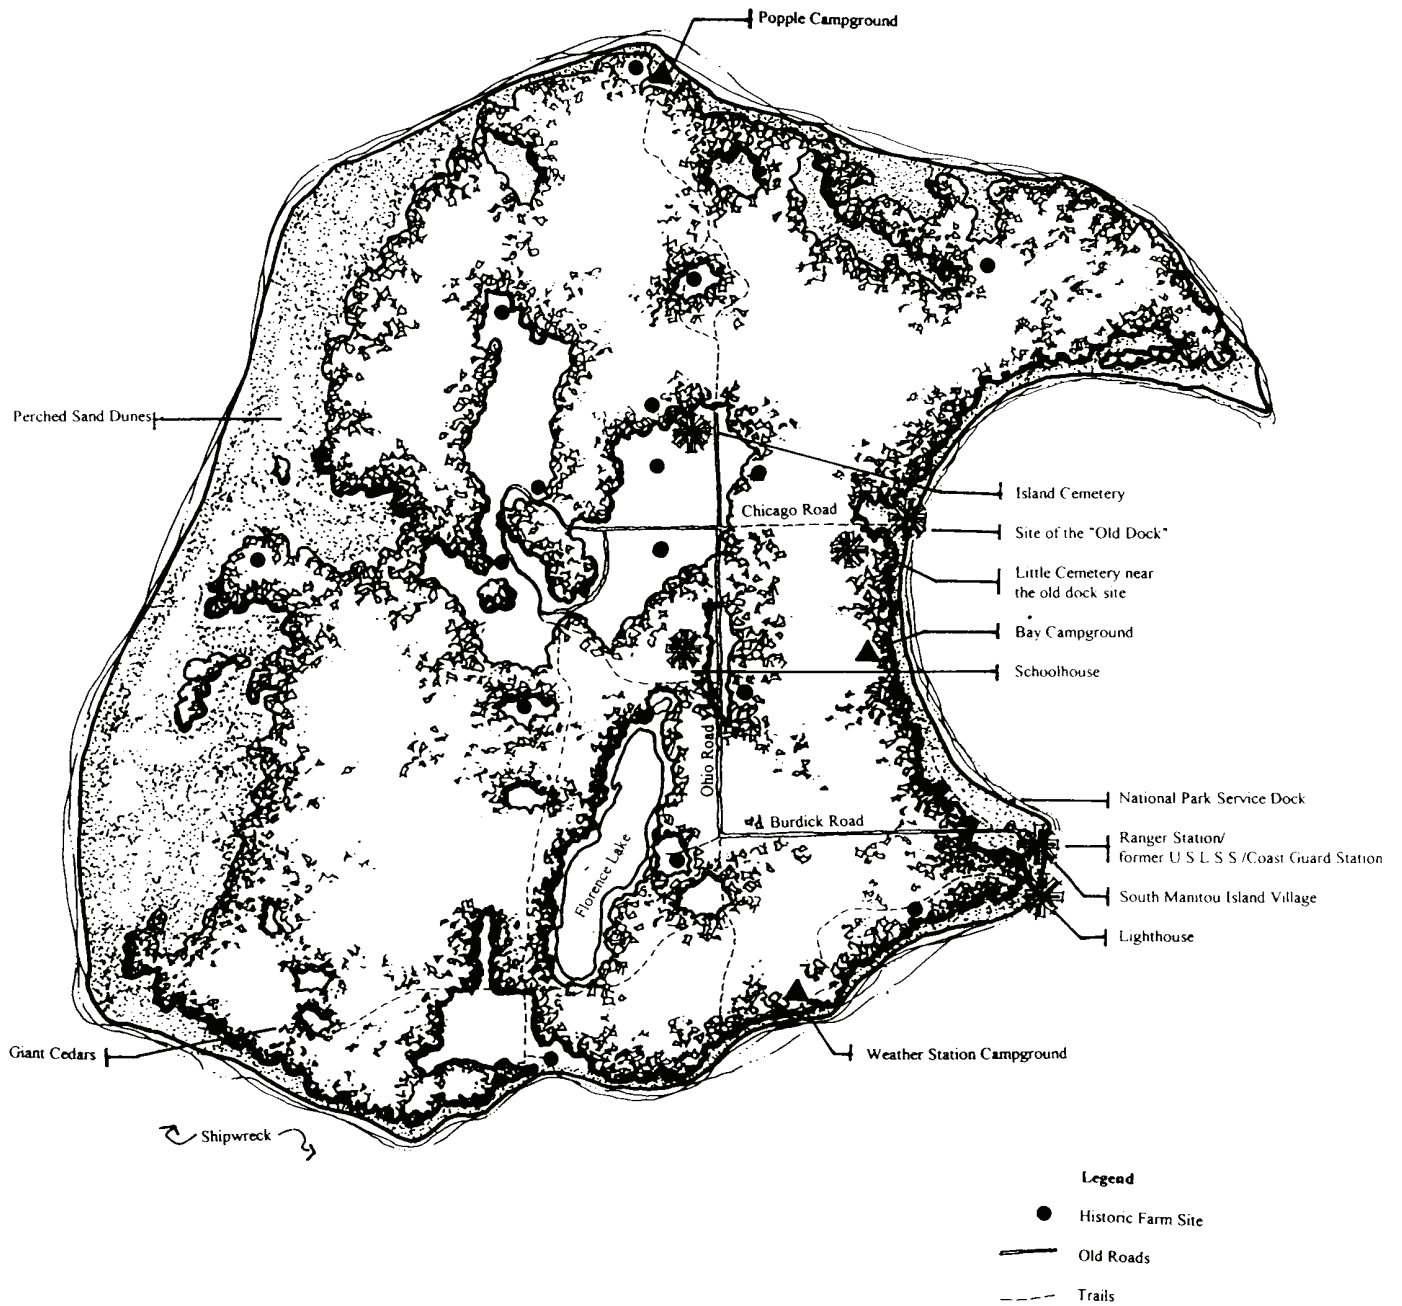 Popple Campground
Perched Sand Dunes
Island Cemetery
Chicago Road
Site of the "Old Dock"
Little Cemetery near
the old dock site
Bay Campground
Schoolhouse
Ohio Road
National Park Service Dock
Burdick Road
Ranger Station/
former U S L S S /Coast Guard Station
Florence Lake
South Manitou Island Village
Lighthouse
Giant Cedars
Weather Station Campground
Shipwreck
Legend
Historic Farm Site
Old Roads
Trails